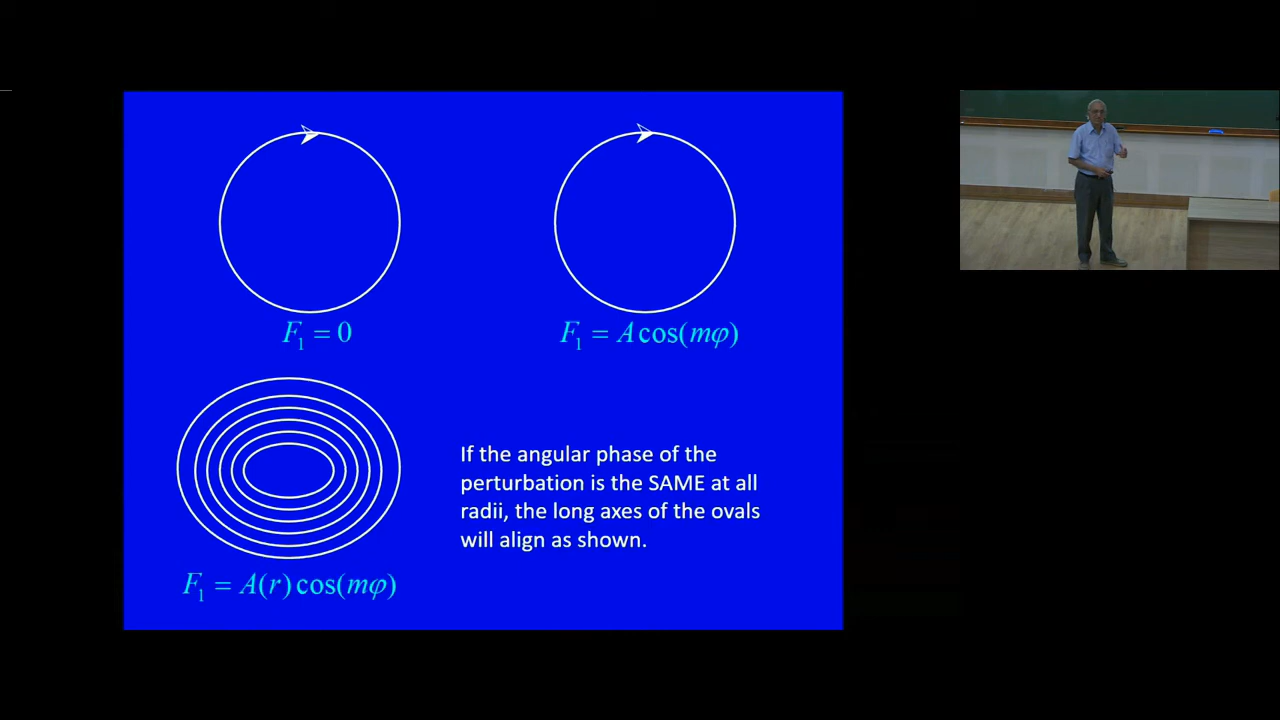 F₁ = 0
F₁ = A cos(mφ)
If the angular phase of the
perturbation is the SAME at all
radii, the long axes of the ovals
will align as shown.
F₁ = A(r) cos(mφ)